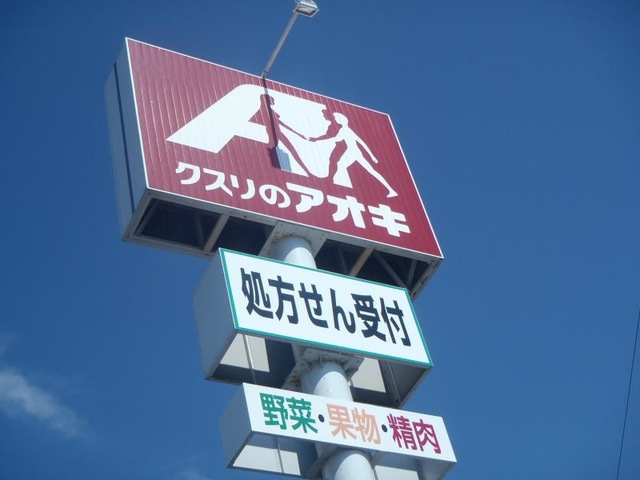 クスリのアオキ
処方せん受付
野菜・果物・精肉